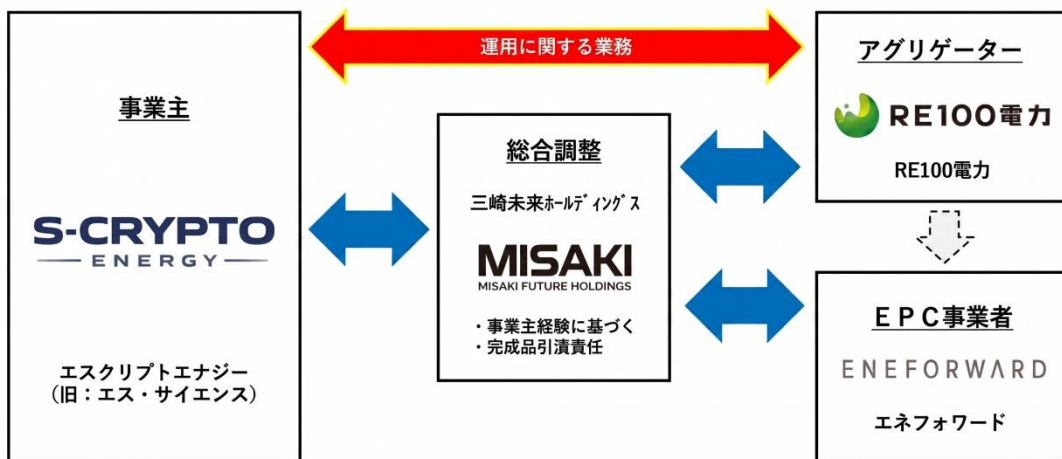 運用に関する業務
事業主
S-CRYPTO
ENERGY
エスクリプトエナジー
(旧：エス・サイエンス)
総合調整
三崎未来ﾎｰﾙﾃﾞｨﾝｸﾞｽ
MISAKI
MISAKI FUTURE HOLDINGS
・事業主経験に基づく
・完成品引漬責任
アグリゲーター
RE100電力
RE100電力
ＥＰＣ事業者
ENEFORWARD
エネフォワード